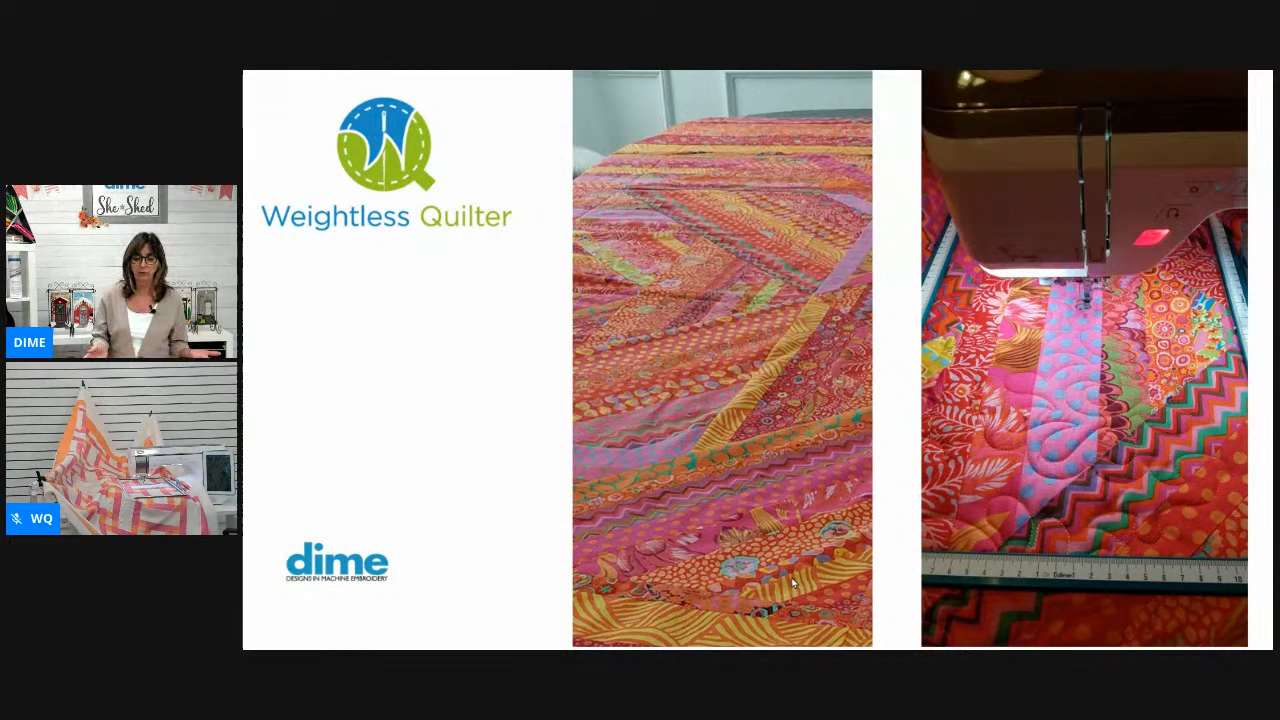 Weightless Quilter
dime
DESIGNS IN MACHINE EMBROIDERY
dime
She Shed
DIME
WQ